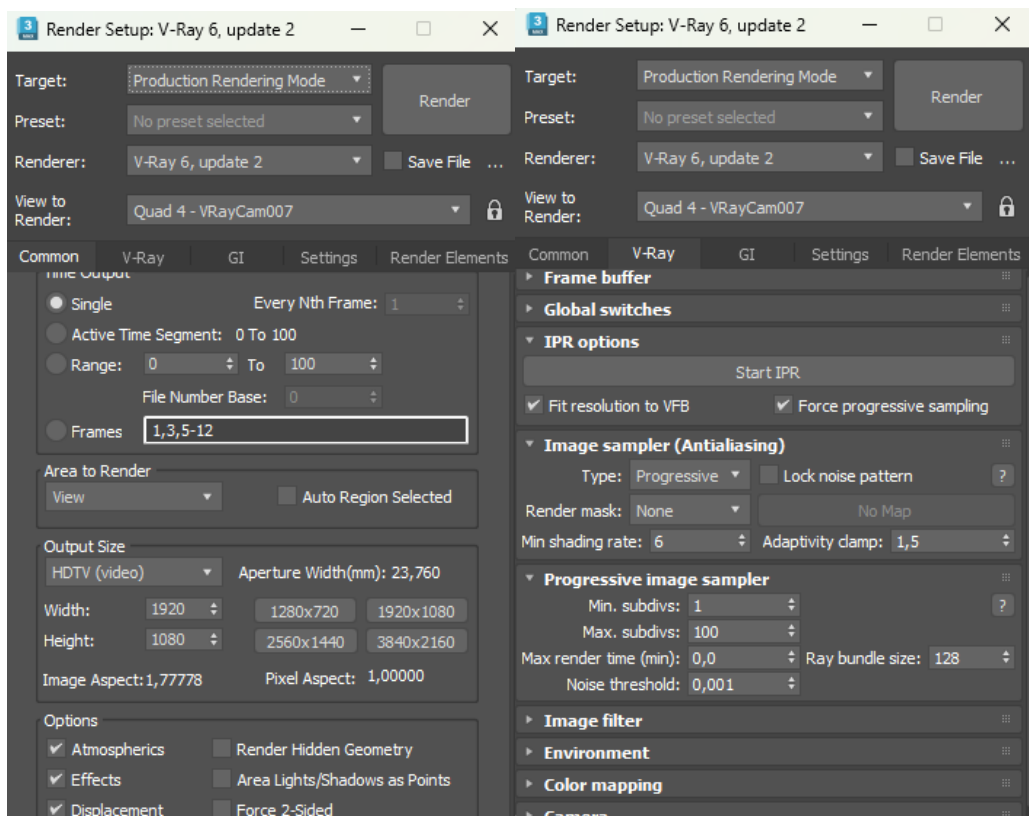 Render Setup: V-Ray 6, update 2
Target: Production Rendering Mode
Render
Preset: No preset selected
Renderer: V-Ray 6, update 2 Save File ...
View to
Render: Quad 4 - VRayCam007
Common V-Ray GI Settings Render Elements
Time Output
Single Every Nth Frame: 1
Active Time Segment: 0 To 100
Range: 0 To 100
File Number Base: 0
Frames 1,3,5-12
Area to Render
View Auto Region Selected
Output Size
HDTV (video) Aperture Width(mm): 23,760
Width: 1920 1280x720 1920x1080
Height: 1080 2560x1440 3840x2160
Image Aspect:1,77778 Pixel Aspect: 1,00000
Options
Atmospherics Render Hidden Geometry
Effects Area Lights/Shadows as Points
Displacement Force 2-Sided
Render Setup: V-Ray 6, update 2
Target: Production Rendering Mode
Render
Preset: No preset selected
Renderer: V-Ray 6, update 2 Save File ...
View to
Render: Quad 4 - VRayCam007
Common V-Ray GI Settings Render Elements
Frame buffer
Global switches
IPR options
Start IPR
Fit resolution to VFB Force progressive sampling
Image sampler (Antialiasing)
Type: Progressive Lock noise pattern ?
Render mask: None No Map
Min shading rate: 6 Adaptivity clamp: 1,5
Progressive image sampler
Min. subdivs: 1 ?
Max. subdivs: 100
Max render time (min): 0,0 Ray bundle size: 128
Noise threshold: 0,001
Image filter
Environment
Color mapping
Camera